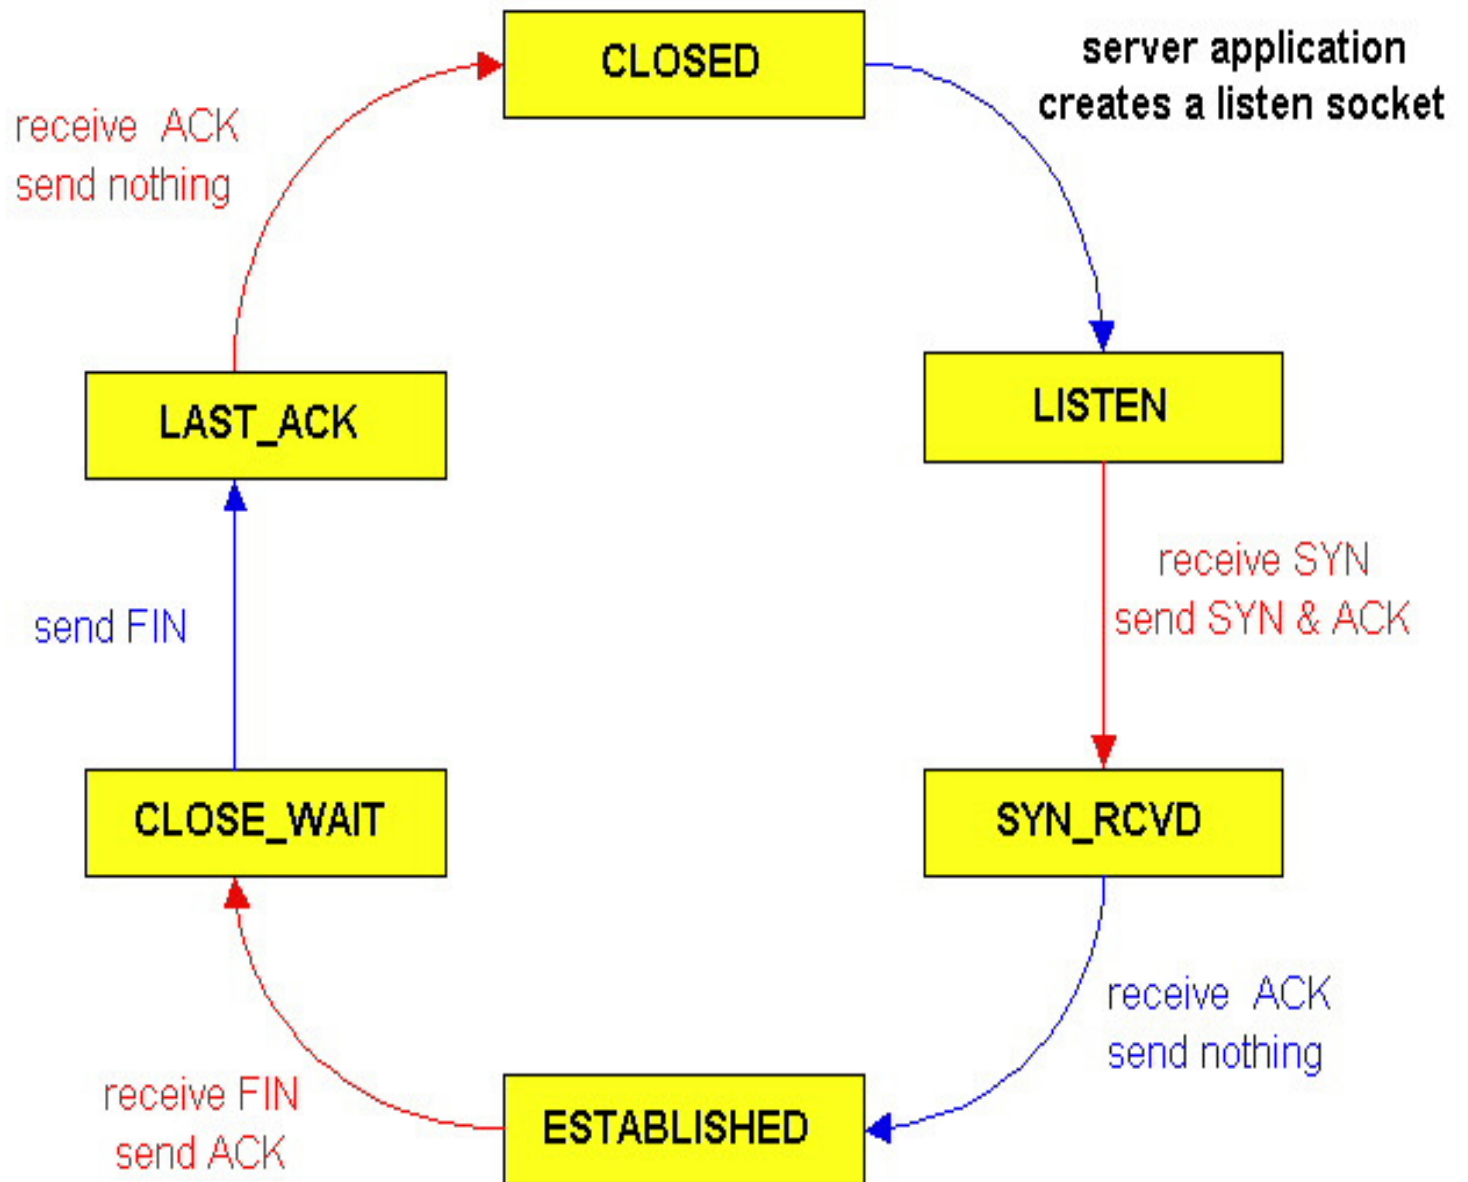 CLOSED
server application
creates a listen socket
receive ACK
send nothing
LISTEN
LAST_ACK
receive SYN
send SYN & ACK
send FIN
CLOSE_WAIT
SYN_RCVD
receive ACK
send nothing
receive FIN
send ACK
ESTABLISHED